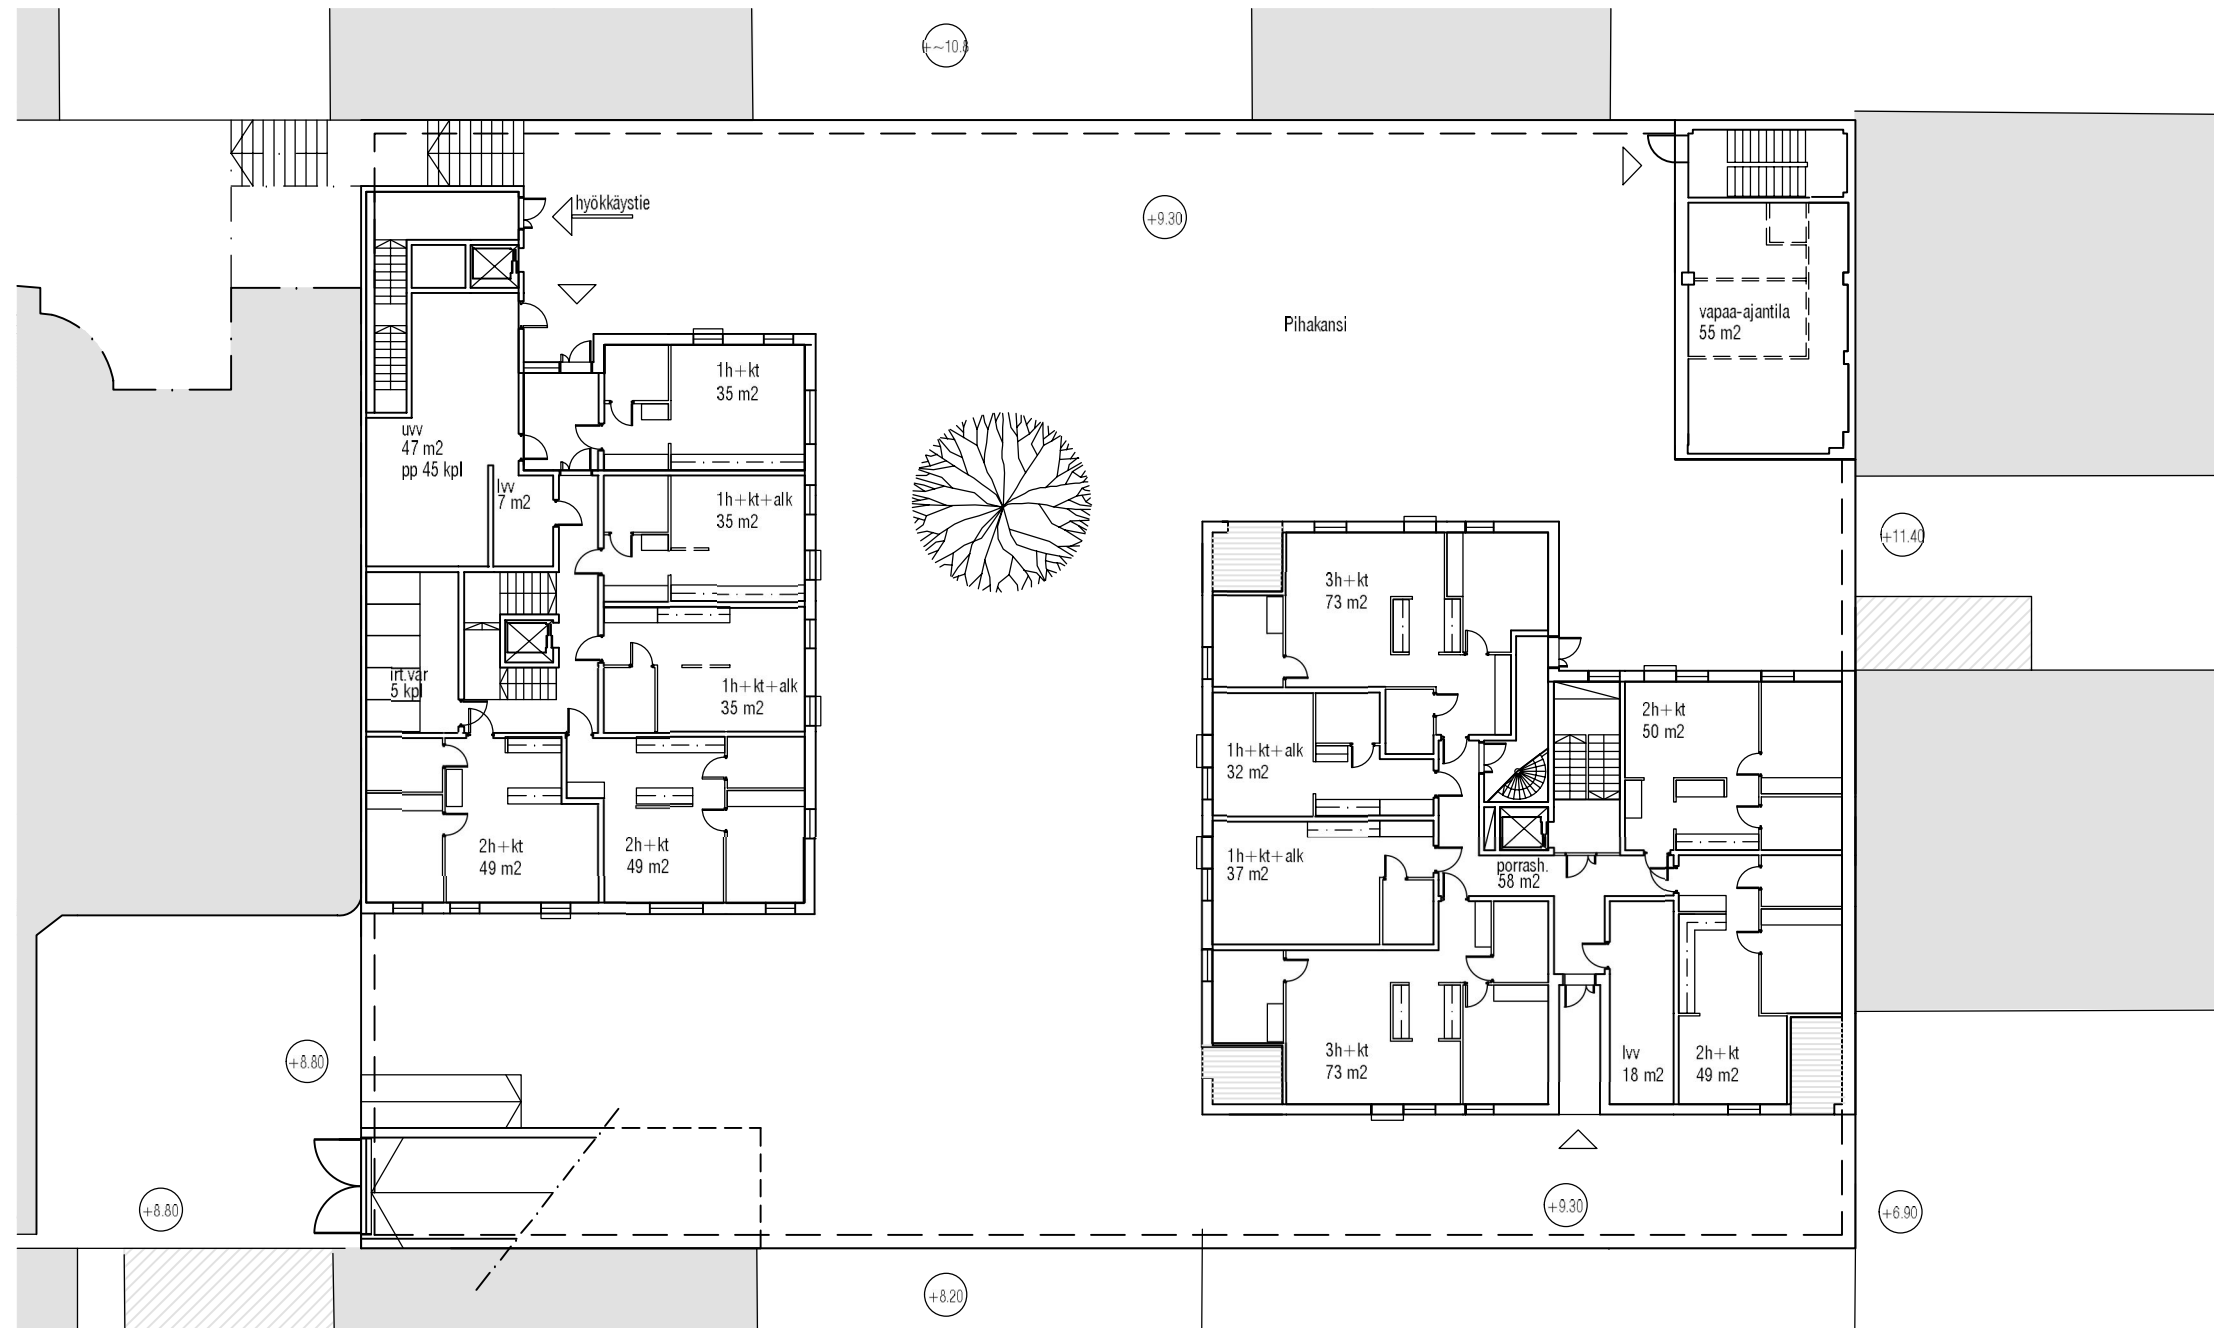 +~10.8
hyökkäystie
+9.30
Pihakansi
vapaa-ajantila
55 m2
1h+kt
35 m2
uvv
47 m2
pp 45 kpl
lvv
7 m2
1h+kt+alk
35 m2
+11.40
3h+kt
73 m2
irt.var
5 kpl
1h+kt+alk
35 m2
2h+kt
50 m2
1h+kt+alk
32 m2
2h+kt
49 m2
2h+kt
49 m2
1h+kt+alk
37 m2
porrash.
58 m2
3h+kt
73 m2
lvv
18 m2
2h+kt
49 m2
+8.80
+8.80
+9.30
+6.90
+8.20